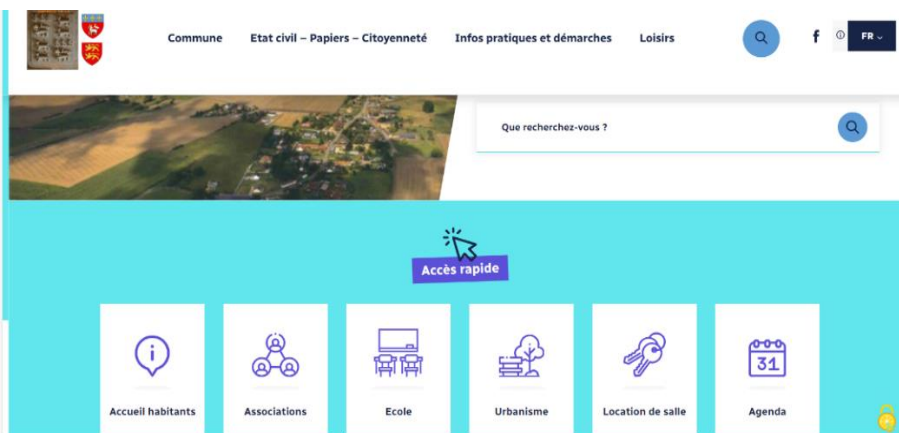 Commune Etat civil – Papiers – Citoyenneté Infos pratiques et démarches Loisirs f FR
Que recherchez-vous ?
Accès rapide
31
Accueil habitants Associations Ecole Urbanisme Location de salle Agenda